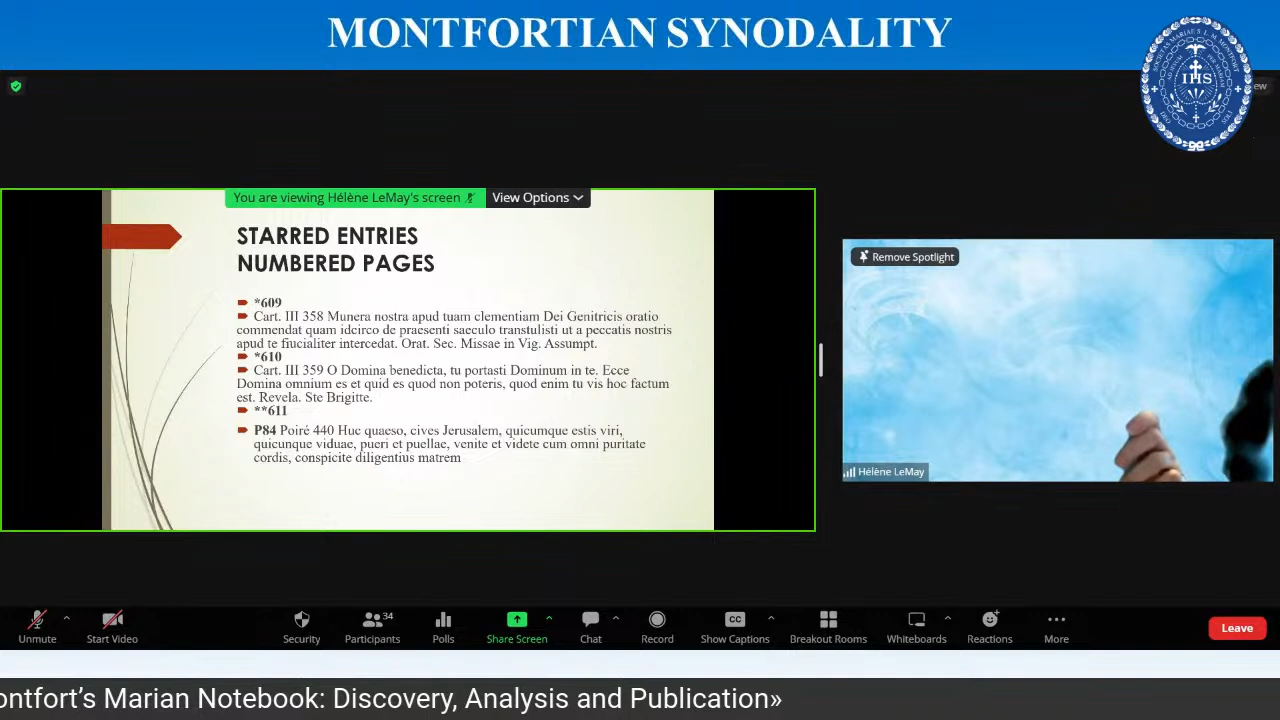 MONTFORTIAN SYNODALITY
IHS
ew
You are viewing Hélène LeMay's screen
View Options
STARRED ENTRIES
NUMBERED PAGES
*609
Cart. III 358 Munera nostra apud tuam clementiam Dei Genitricis oratio
commendat quam idcirco de praesenti saeculo transtulisti ut a peccatis nostris
apud te fiucialiter intercedat. Orat. Sec. Missae in Vig. Assumpt.
*610
Cart. III 359 O Domina benedicta, tu portasti Dominum in te. Ecce
Domina omnium es et quid es quod non poteris, quod enim tu vis hoc factum
est. Revela. Ste Brigitte.
**611
P84 Poiré 440 Huc quaeso, cives Jerusalem, quicumque estis viri,
quicunque viduae, pueri et puellae, venite et videte cum omni puritate
cordis, conspicite diligentius matrem
Remove Spotlight
Hélène LeMay
Unmute
Start Video
Security
34
Participants
Polls
Share Screen
Chat
Record
CC
Show Captions
Breakout Rooms
Whiteboards
Reactions
More
Leave
ontfort’s Marian Notebook: Discovery, Analysis and Publication»